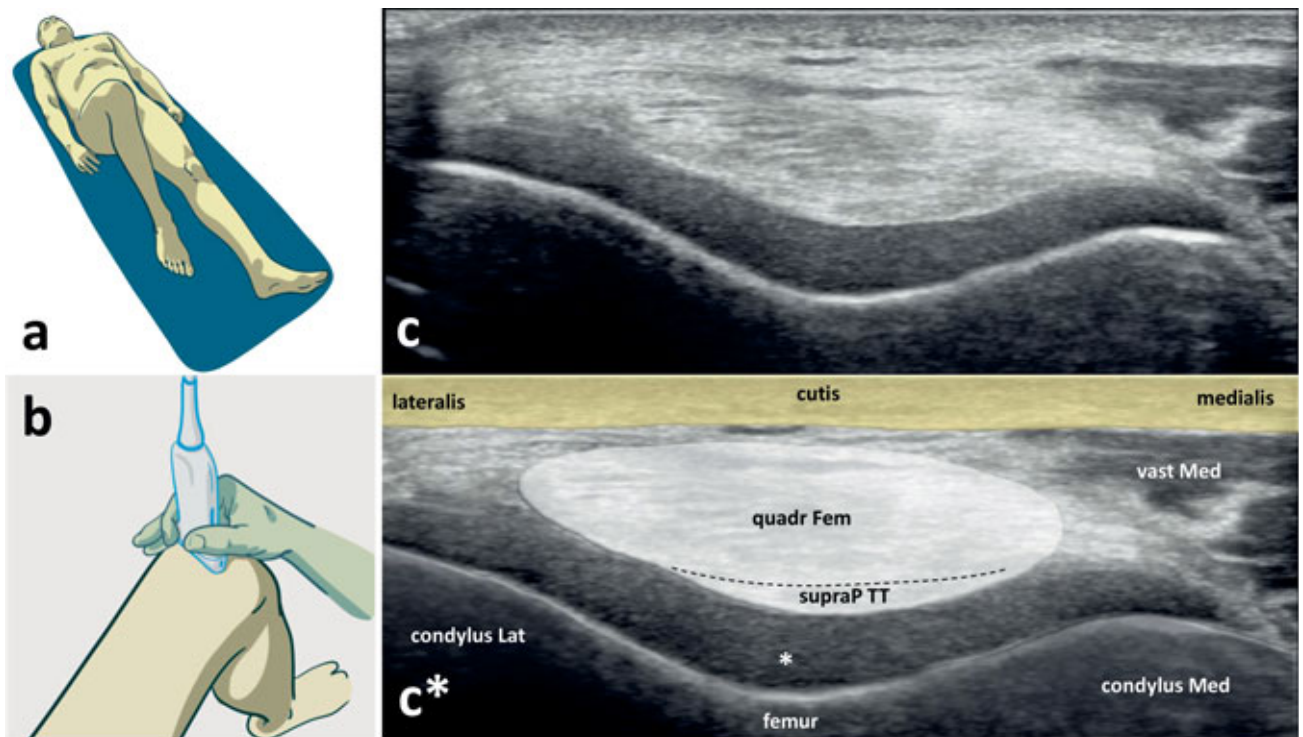 a
c
b
lateralis
cutis
medialis
vast Med
quadr Fem
supraP TT
condylus Lat
*
condylus Med
c*
femur